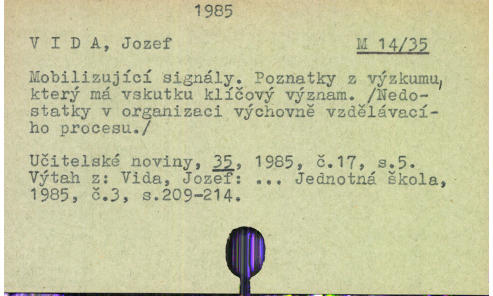 1985
V I D A, Jozef M 14/35
Mobilizující signály. Poznatky z výzkumu,
který má vskutku klíčový význam. /Nedo-
statky v organizaci výchovně vzdělávací-
ho procesu./
Učitelské noviny, 35, 1985, č.17, s.5.
Výtah z: Vida, Jozef: ... Jednotná škola,
1985, č.3, s.209-214.